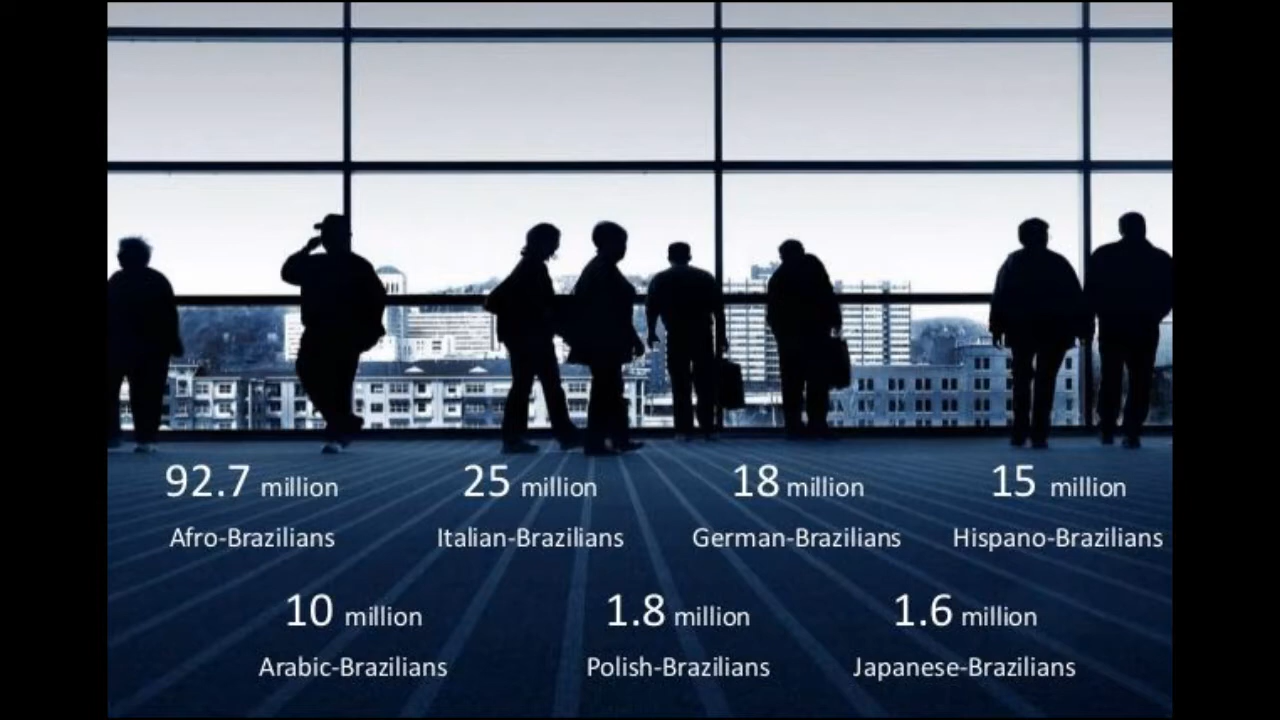 92.7 million 25 million 18 million 15 million
Afro-Brazilians Italian-Brazilians German-Brazilians Hispano-Brazilians
10 million 1.8 million 1.6 million
Arabic-Brazilians Polish-Brazilians Japanese-Brazilians